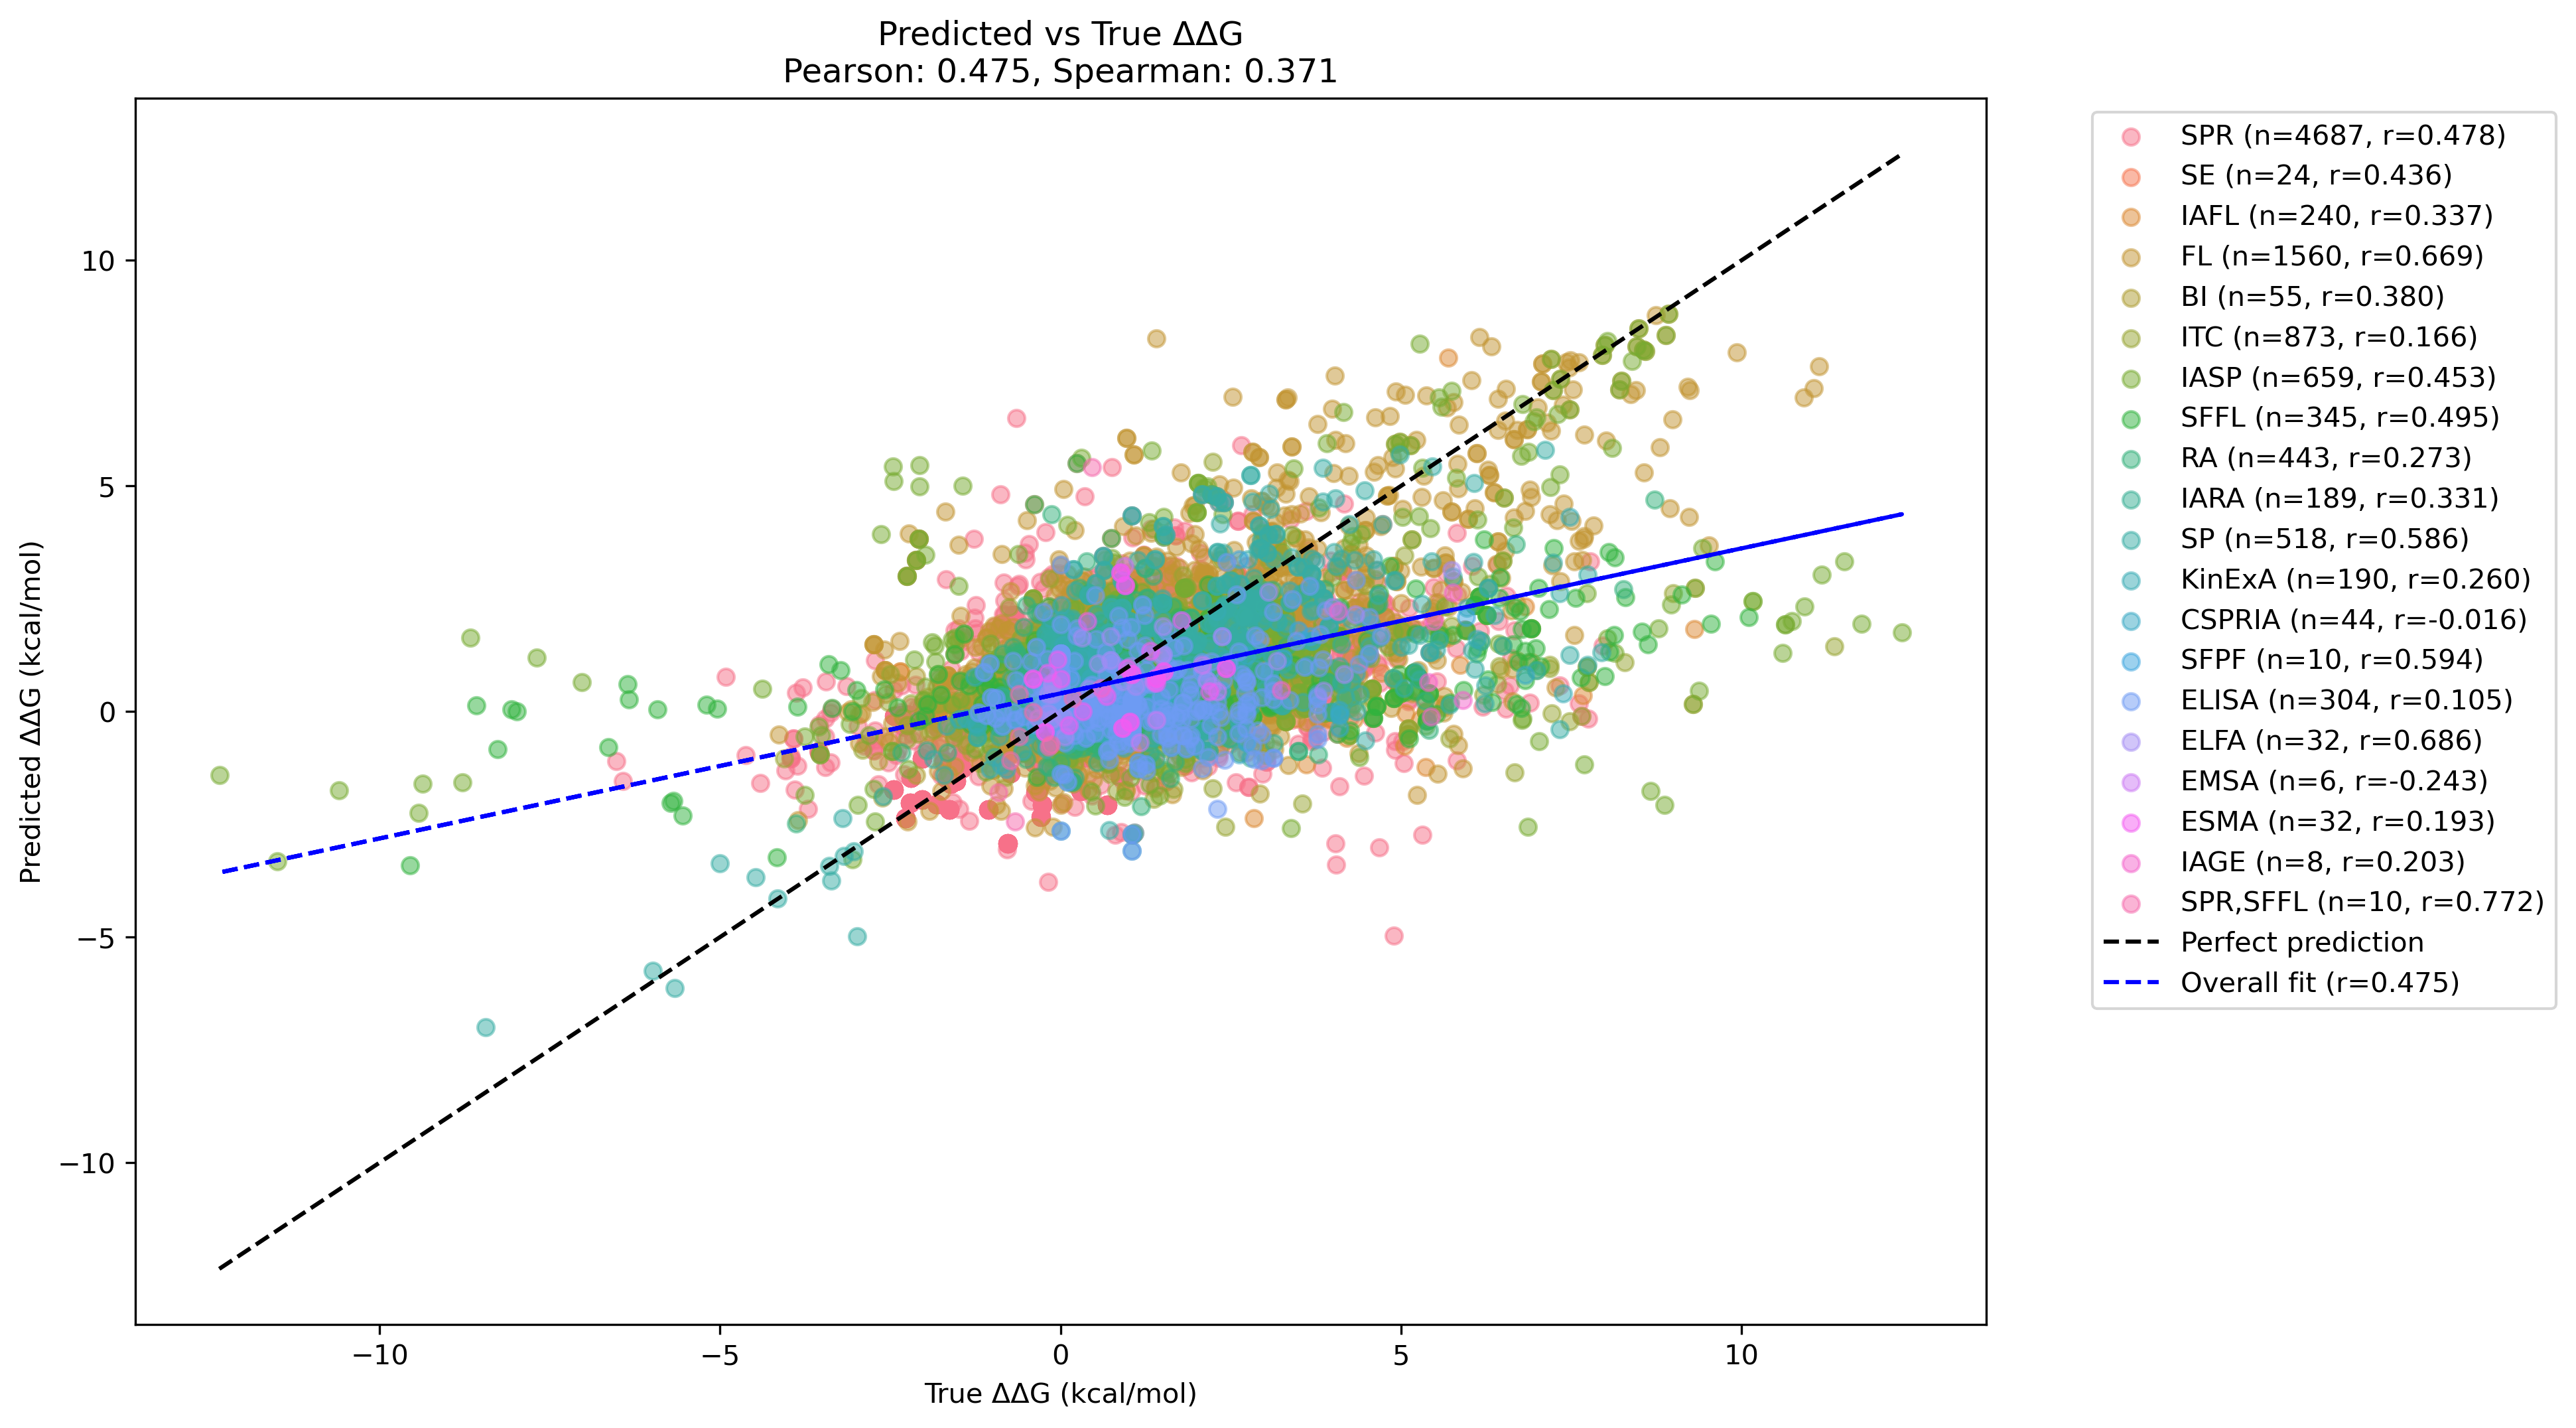 Predicted vs True ΔΔG
Pearson: 0.475, Spearman: 0.371
Predicted ΔΔG (kcal/mol)
10
5
0
−5
−10
−10
−5
0
5
10
True ΔΔG (kcal/mol)
SPR (n=4687, r=0.478)
SE (n=24, r=0.436)
IAFL (n=240, r=0.337)
FL (n=1560, r=0.669)
BI (n=55, r=0.380)
ITC (n=873, r=0.166)
IASP (n=659, r=0.453)
SFFL (n=345, r=0.495)
RA (n=443, r=0.273)
IARA (n=189, r=0.331)
SP (n=518, r=0.586)
KinExA (n=190, r=0.260)
CSPRIA (n=44, r=-0.016)
SFPF (n=10, r=0.594)
ELISA (n=304, r=0.105)
ELFA (n=32, r=0.686)
EMSA (n=6, r=-0.243)
ESMA (n=32, r=0.193)
IAGE (n=8, r=0.203)
SPR,SFFL (n=10, r=0.772)
Perfect prediction
Overall fit (r=0.475)